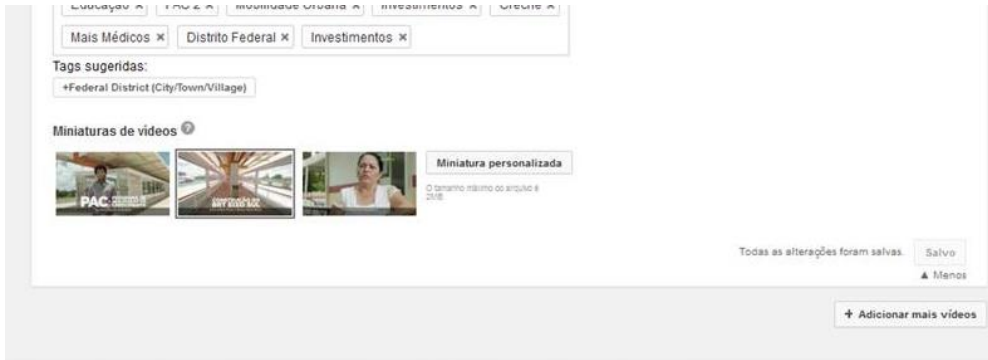 Educação × PAC 2 × Mobilidade Urbana × Investimentos × Creche ×
Mais Médicos × Distrito Federal × Investimentos ×
Tags sugeridas:
+Federal District (City/Town/Village)
Miniaturas de vídeos ?
PAC
Miniatura personalizada
O tamanho máximo do arquivo é
2MB.
Todas as alterações foram salvas. Salvo
▲ Menos
+ Adicionar mais vídeos